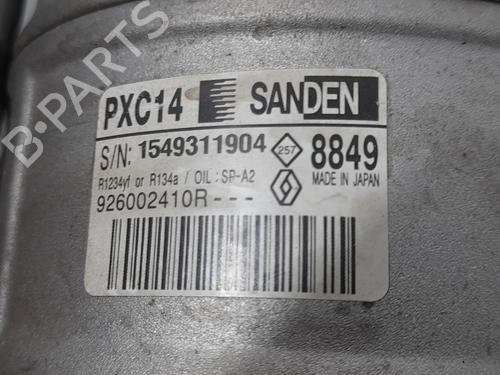 PXC14 SANDEN
S/N: 1549311904 257 8849
R1234yf or R134a / OIL: SP-A2 MADE IN JAPAN
926002410R---
B-PARTS